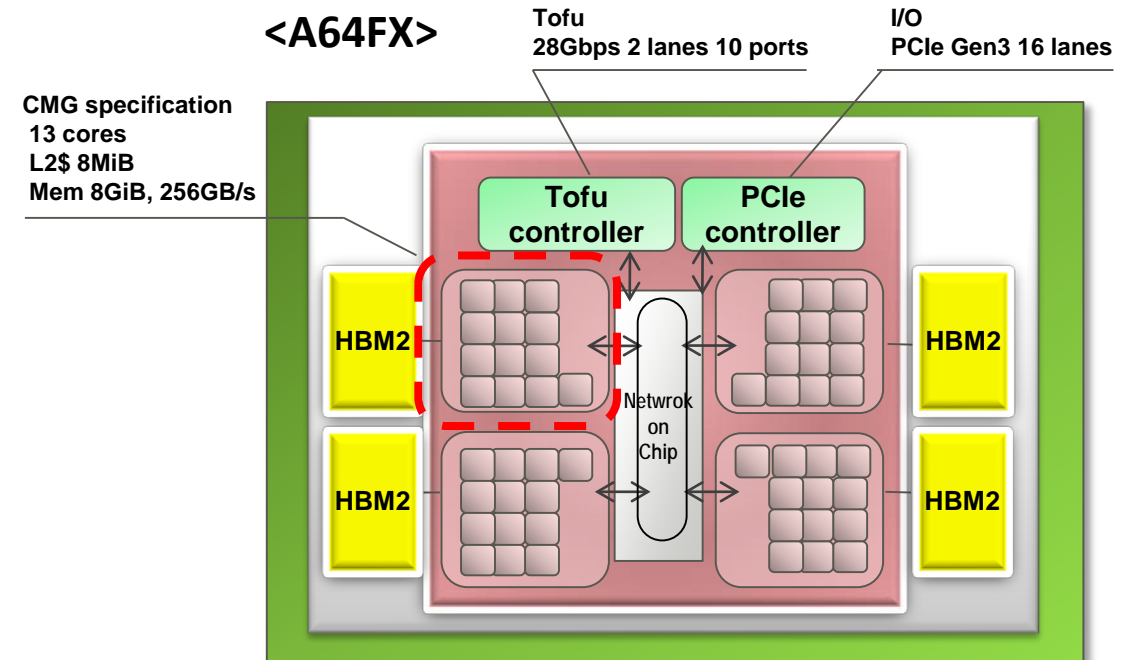 <A64FX>
Tofu
28Gbps 2 lanes 10 ports
I/O
PCIe Gen3 16 lanes
CMG specification
13 cores
L2$ 8MiB
Mem 8GiB, 256GB/s
Tofu
controller
PCIe
controller
HBM2
HBM2
Netwrok
on
Chip
HBM2
HBM2